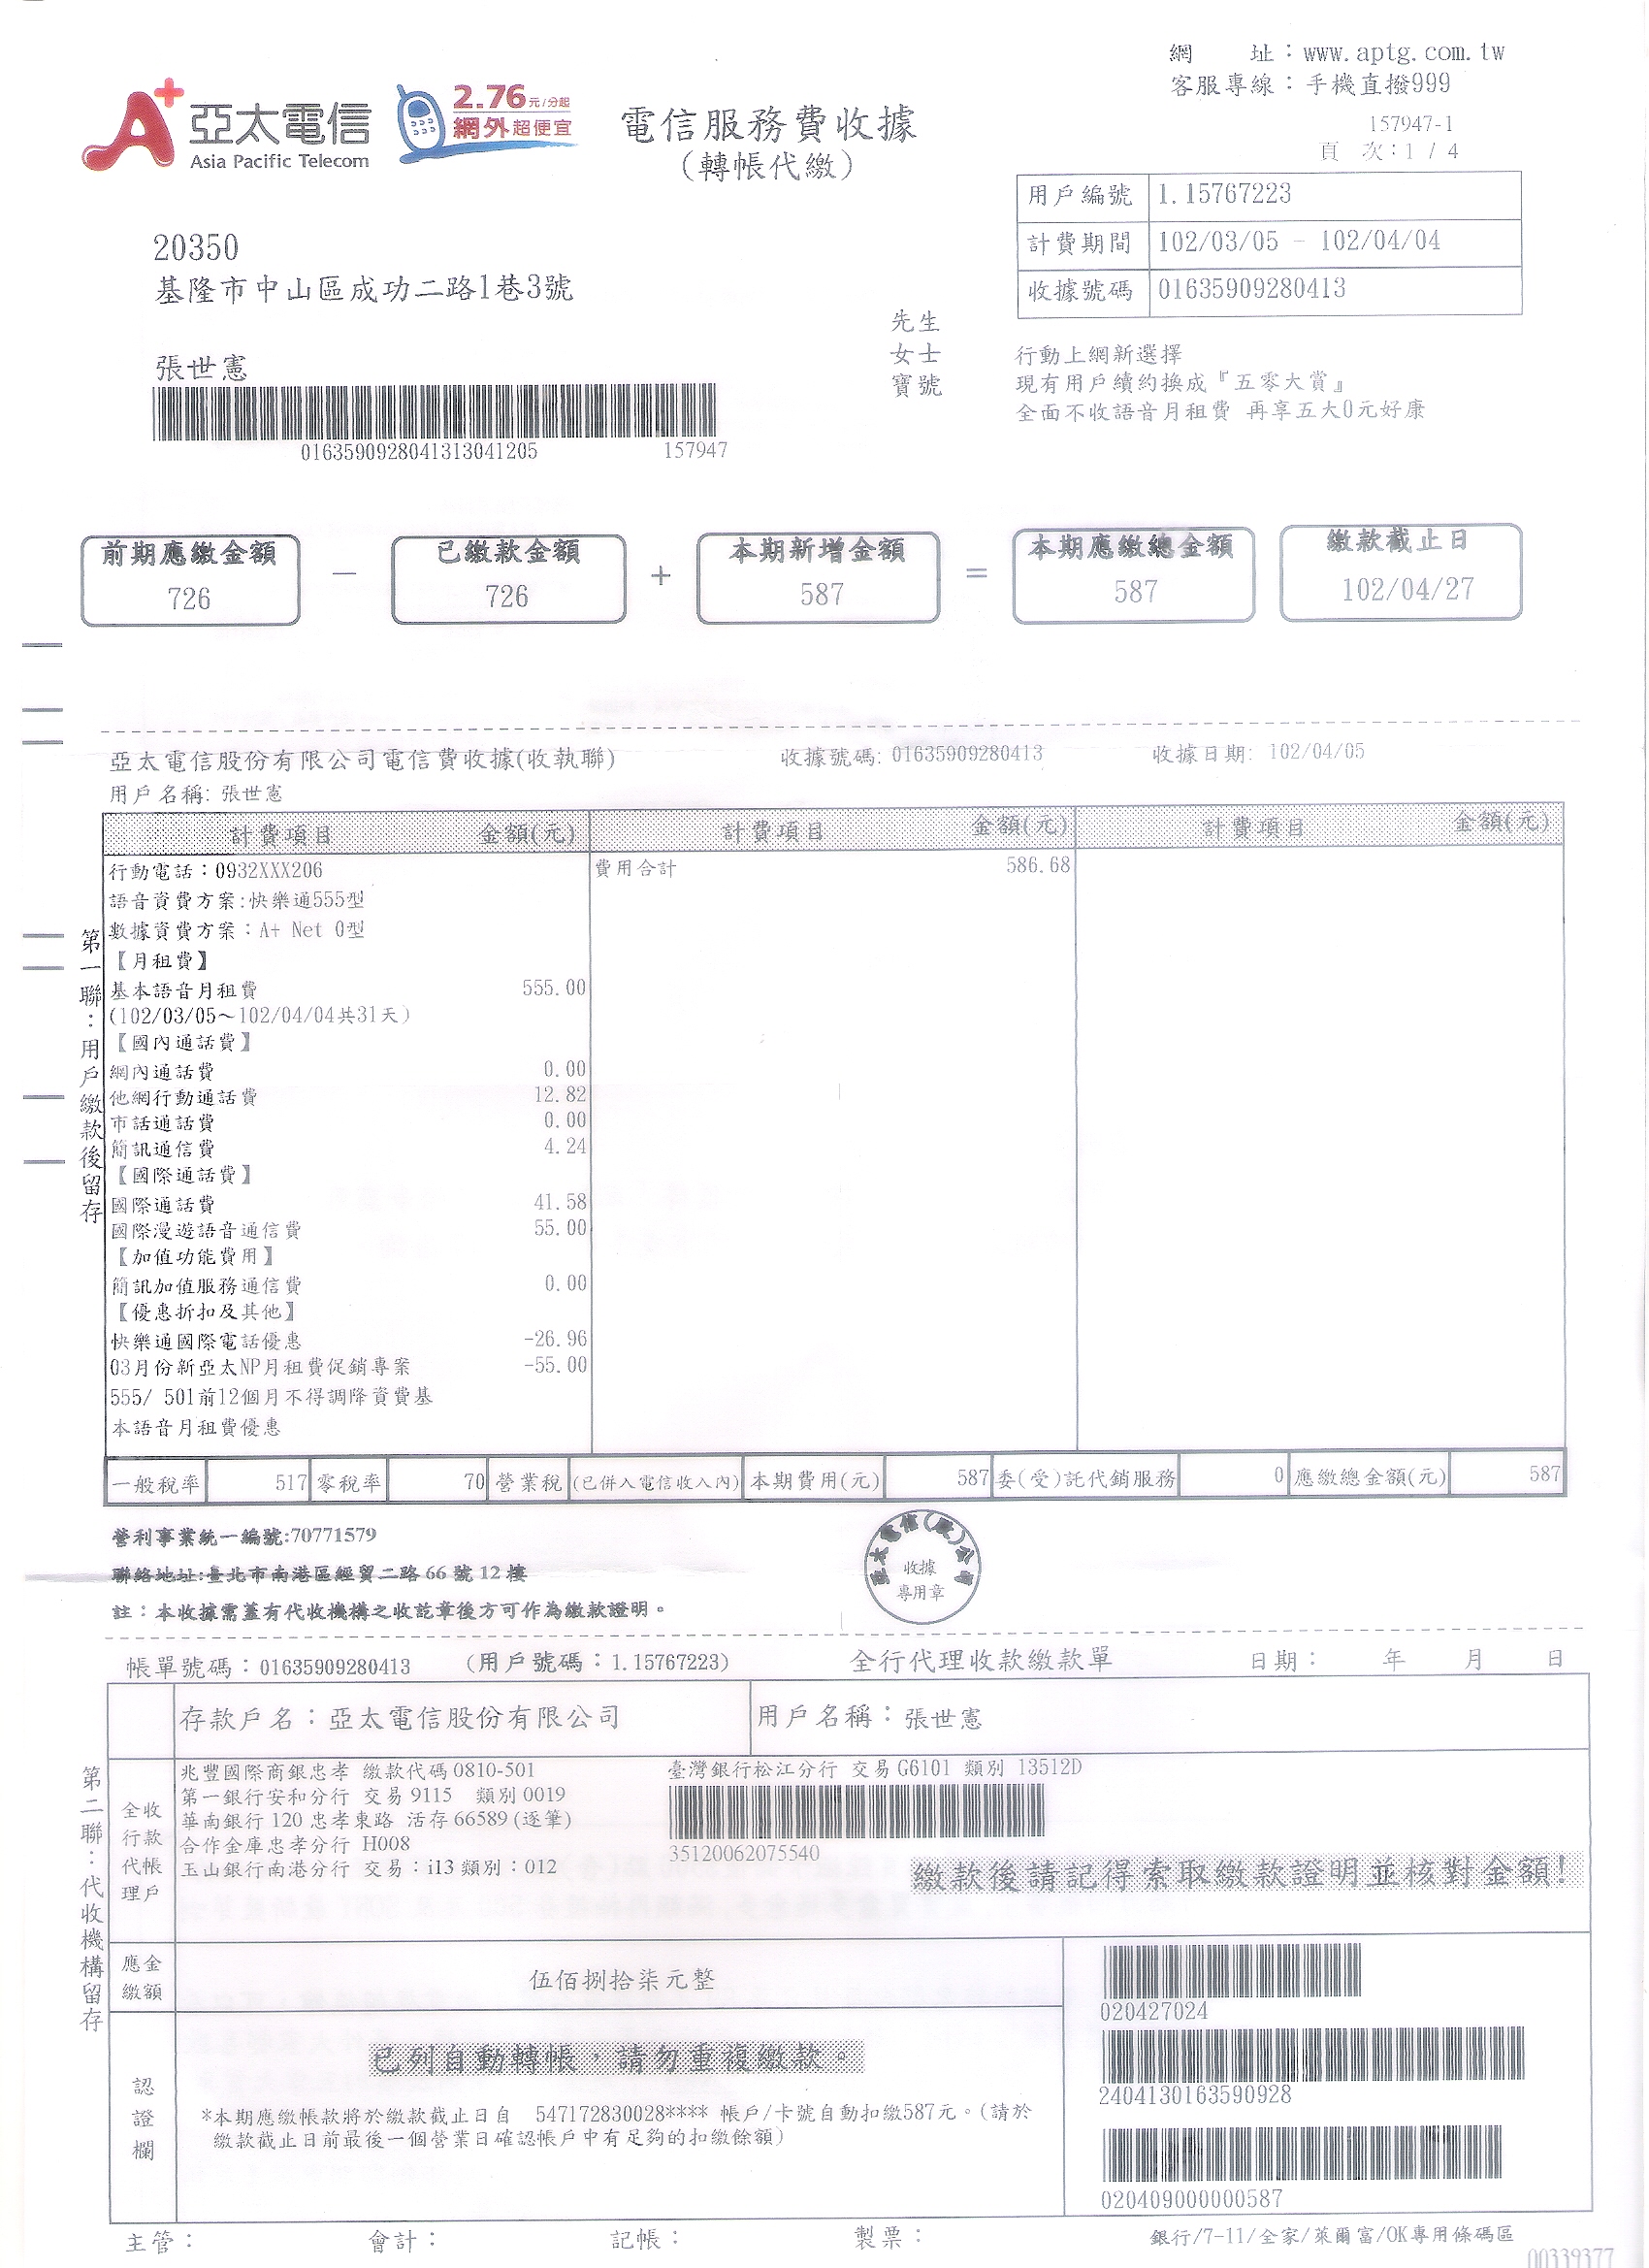 網 址：www.aptg.com.tw
客服專線：手機直撥999
157947-1
頁 次：1 / 4
A+ 亞太電信
Asia Pacific Telecom
2.76元/分起
網外超便宜
電信服務費收據
(轉帳代繳)
用戶編號 1.15767223
計費期間 102/03/05 - 102/04/04
收據號碼 01635909280413
20350
基隆市中山區成功二路1巷3號
張世憲
先生
女士
寶號
行動上網新選擇
現有用戶續約換成『五零大賞』
全面不收語音月租費 再享五大0元好康
0163590928041313041205 157947
前期應繳金額 已繳款金額 本期新增金額 本期應繳總金額 繳款截止日
726 － 726 ＋ 587 ＝ 587 102/04/27
亞太電信股份有限公司電信費收據(收執聯) 收據號碼: 01635909280413 收據日期: 102/04/05
用戶名稱: 張世憲
計費項目 金額(元) 計費項目 金額(元) 計費項目 金額(元)
行動電話：0932XXX206 費用合計 586.68
語音資費方案:快樂通555型
數據資費方案：A+ Net 0型
【月租費】
基本語音月租費 555.00
(102/03/05～102/04/04共31天)
【國內通話費】
網內通話費 0.00
他網行動通話費 12.82
市話通話費 0.00
簡訊通信費 4.24
【國際通話費】
國際通話費 41.58
國際漫遊語音通信費 55.00
【加值功能費用】
簡訊加值服務通信費 0.00
【優惠折扣及其他】
快樂通國際電話優惠 -26.96
03月份新亞太NP月租費促銷專案 -55.00
555/ 501前12個月不得調降資費基
本語音月租費優惠
第一聯：用戶繳款後留存
一般稅率 517 零稅率 70 營業稅 (已併入電信收入內) 本期費用(元) 587 委(受)託代銷服務 0 應繳總金額(元) 587
營利事業統一編號:70771579
聯絡地址:臺北市南港區經貿二路 66 號 12 樓
註：本收據需蓋有代收機構之收訖章後方可作為繳款證明。
亞太電信(股)公司
收據
專用章
帳單號碼：01635909280413 (用戶號碼：1.15767223) 全行代理收款繳款單 日期： 年 月 日
存款戶名：亞太電信股份有限公司 用戶名稱：張世憲
第二聯：代收機構留存
全收
行款
代帳
理戶
兆豐國際商銀忠孝 繳款代碼 0810-501
第一銀行安和分行 交易 9115 類別 0019
華南銀行 120 忠孝東路 活存 66589 (逐筆)
合作金庫忠孝分行 H008
玉山銀行南港分行 交易：i13 類別：012
臺灣銀行松江分行 交易 G6101 類別 13512D
35120062075540
繳款後請記得索取繳款證明並核對金額!
應金
繳額
伍佰捌拾柒元整
020427024
2404130163590928
020409000000587
認證欄
已列自動轉帳，請勿重複繳款。
*本期應繳帳款將於繳款截止日自 547172830028**** 帳戶/卡號自動扣繳587元。(請於
繳款截止日前最後一個營業日確認帳戶中有足夠的扣繳餘額)
主管： 會計： 記帳： 製票： 銀行/7-11/全家/萊爾富/OK專用條碼區
00339377